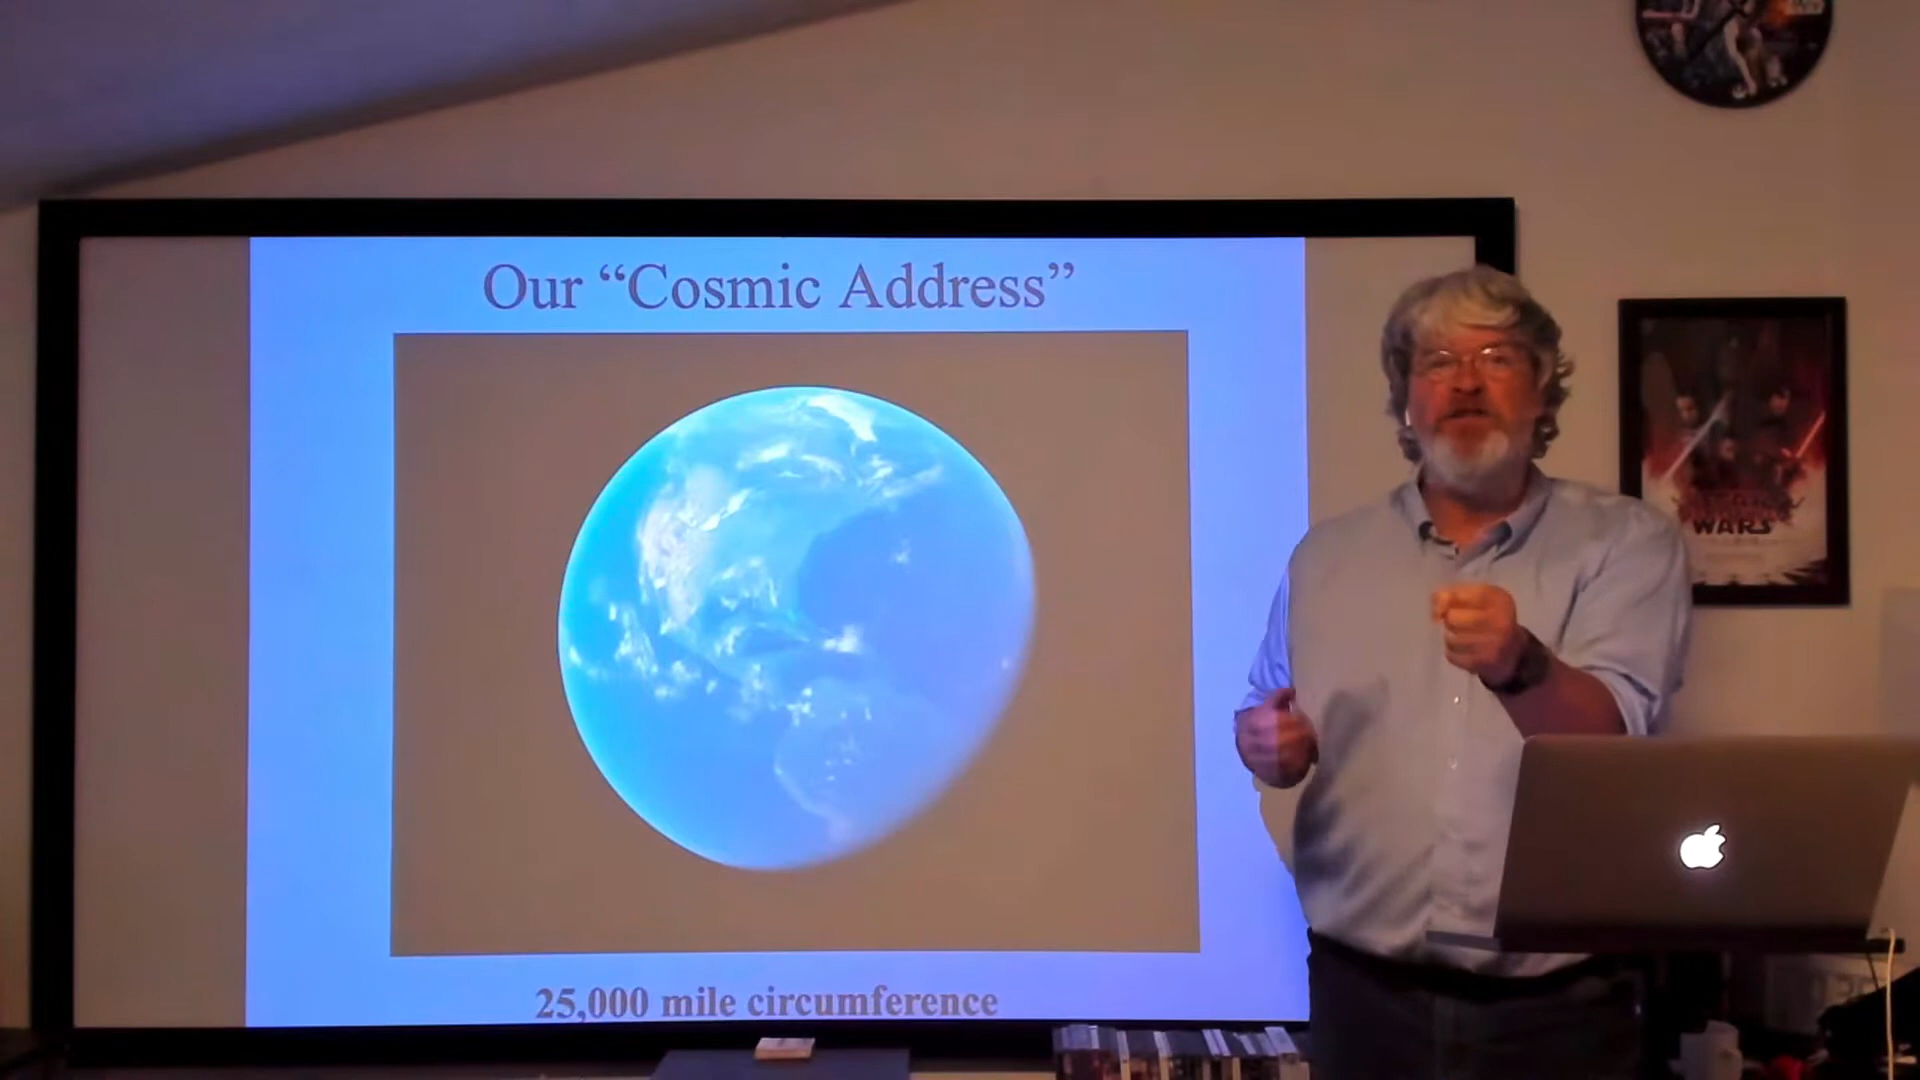 Our “Cosmic Address”
WARS
25,000 mile circumference